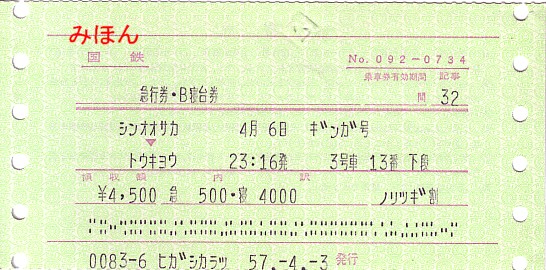 みほん
国鉄 No. 092-0734
乗車券有効期間 記事
急行券・B寝台券 間 32
シンオオサカ 4月 6日 ギンガ号
▼
トウキヨウ 23:16発 3号車 13番 下段
領収額 内訳
¥4,500 急 500・寝 4000 ノリツギ割
0083-6 ヒガシカラツ 57.-4.-3 発行